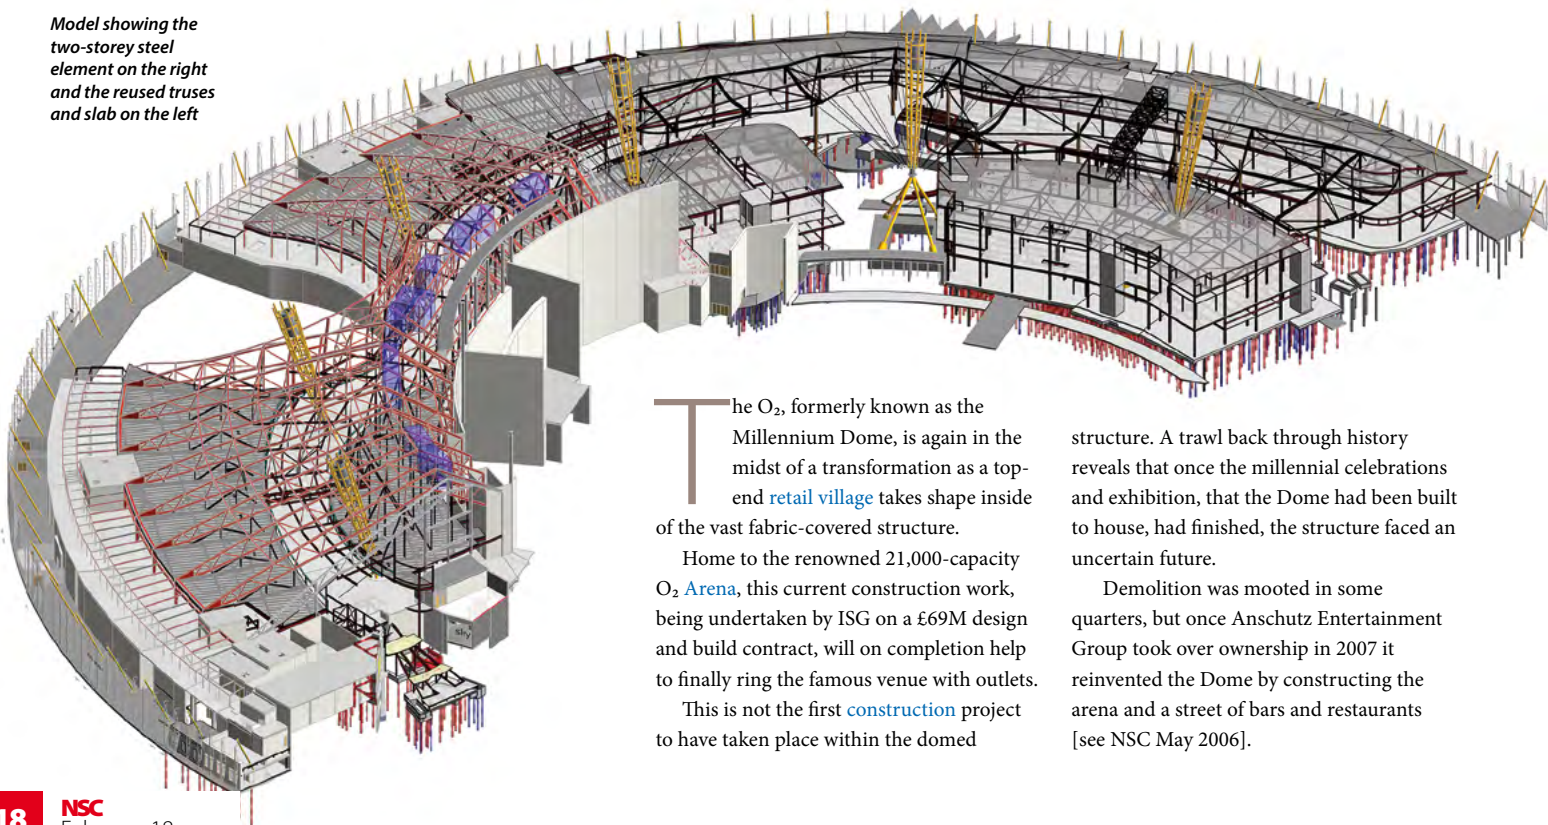 Model showing the
two-storey steel
element on the right
and the reused truses
and slab on the left
sky
The O₂, formerly known as the
Millennium Dome, is again in the
midst of a transformation as a top-
end retail village takes shape inside
of the vast fabric-covered structure.
Home to the renowned 21,000-capacity
O₂ Arena, this current construction work,
being undertaken by ISG on a £69M design
and build contract, will on completion help
to finally ring the famous venue with outlets.
This is not the first construction project
to have taken place within the domed
structure. A trawl back through history
reveals that once the millennial celebrations
and exhibition, that the Dome had been built
to house, had finished, the structure faced an
uncertain future.
Demolition was mooted in some
quarters, but once Anschutz Entertainment
Group took over ownership in 2007 it
reinvented the Dome by constructing the
arena and a street of bars and restaurants
[see NSC May 2006].
18
NSC